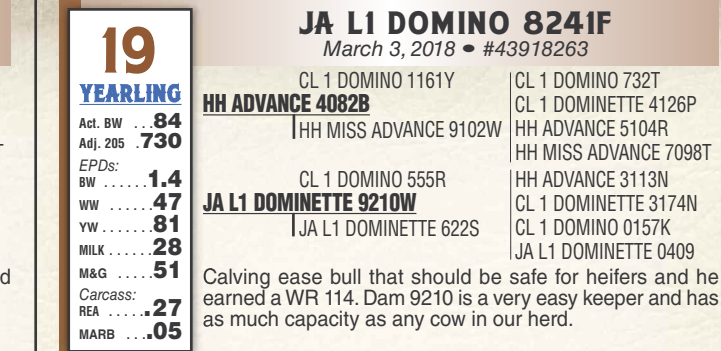 JA L1 DOMINO 8241F
March 3, 2018 • #43918263
19
YEARLING
Act. BW . . .84
Adj. 205 .730
EPDs:
BW . . . . . .1.4
WW . . . . . .47
YW . . . . . . .81
MILK . . . . . .28
M&G . . . . .51
Carcass:
REA . . . . ..27
MARB . . ..05
CL 1 DOMINO 1161Y
HH ADVANCE 4082B
HH MISS ADVANCE 9102W
CL 1 DOMINO 555R
JA L1 DOMINETTE 9210W
JA L1 DOMINETTE 622S
CL 1 DOMINO 732T
CL 1 DOMINETTE 4126P
HH ADVANCE 5104R
HH MISS ADVANCE 7098T
HH ADVANCE 3113N
CL 1 DOMINETTE 3174N
CL 1 DOMINO 0157K
JA L1 DOMINETTE 0409
Calving ease bull that should be safe for heifers and he
earned a WR 114. Dam 9210 is a very easy keeper and has
as much capacity as any cow in our herd.